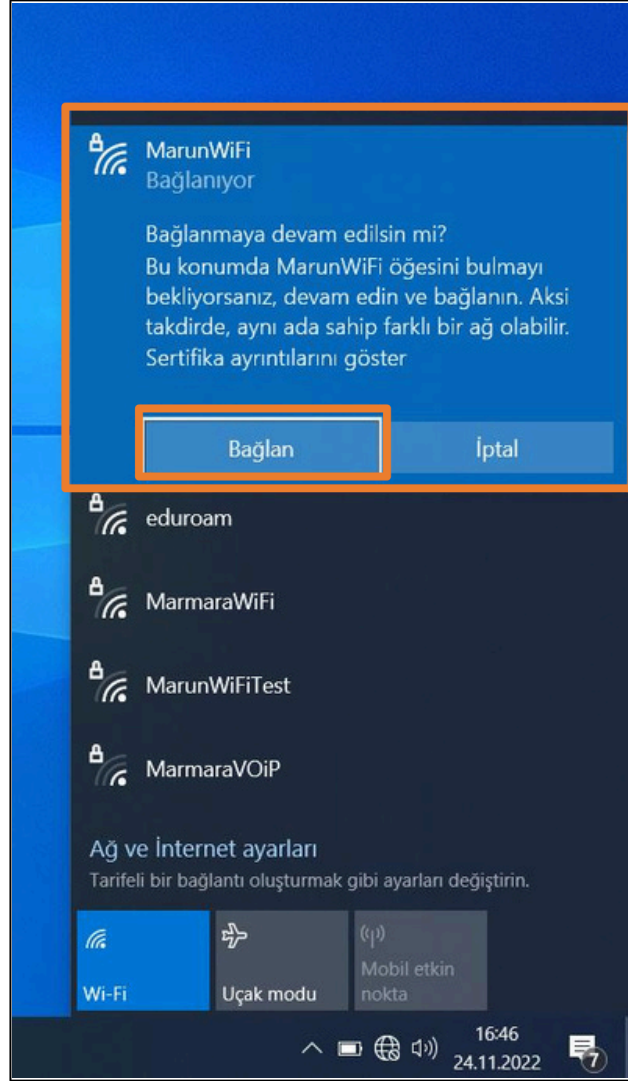 MarunWiFi
Bağlanıyor
Bağlanmaya devam edilsin mi?
Bu konumda MarunWiFi öğesini bulmayı
bekliyorsanız, devam edin ve bağlanın. Aksi
takdirde, aynı ada sahip farklı bir ağ olabilir.
Sertifika ayrıntılarını göster
Bağlan
İptal
eduroam
MarmaraWiFi
MarunWiFiTest
MarmaraVOiP
Ağ ve İnternet ayarları
Tarifeli bir bağlantı oluşturmak gibi ayarları değiştirin.
Wi-Fi
Uçak modu
Mobil etkin
nokta
16:46
24.11.2022
7